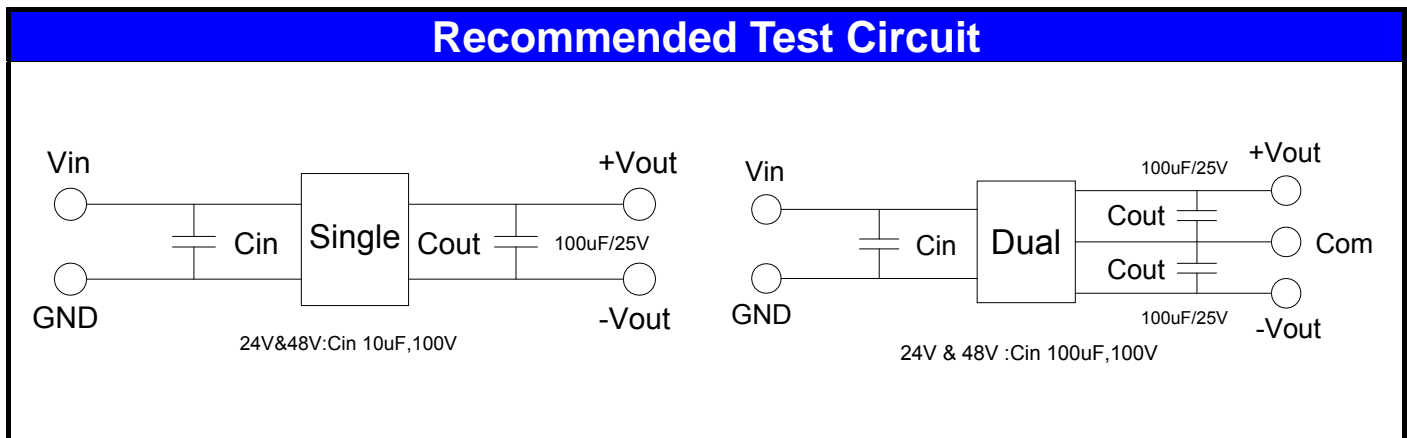 Recommended Test Circuit
Vin
+Vout
Cin
Single
Cout
100uF/25V
GND
-Vout
24V&48V:Cin 10uF,100V
Vin
100uF/25V
+Vout
Cout
Cin
Dual
Com
Cout
GND
100uF/25V
-Vout
24V & 48V :Cin 100uF,100V